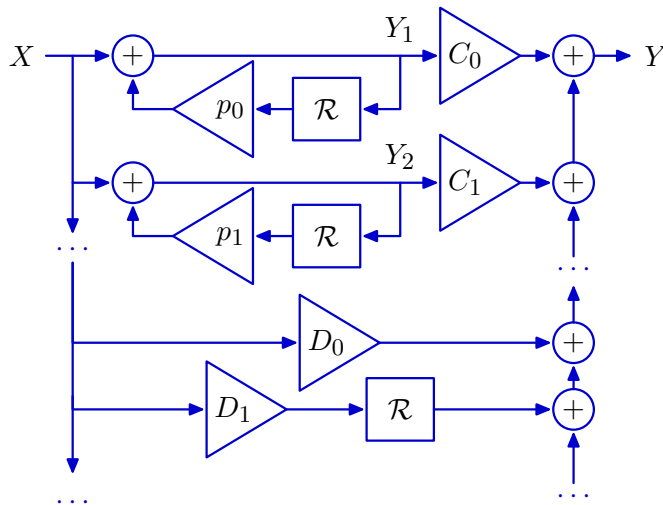 X + Y₁ C₀ + Y
p₀ ℛ
+ Y₂ C₁ +
p₁ ℛ
... ...
D₀ +
D₁ ℛ +
... ...